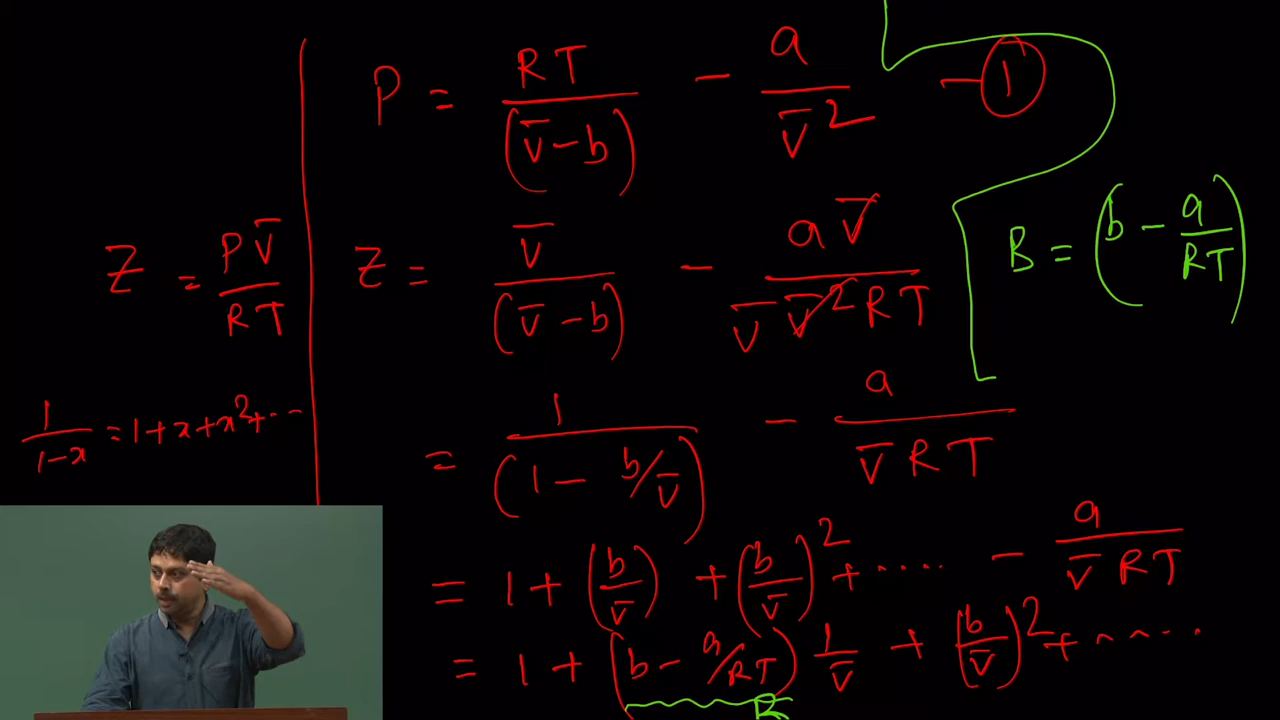 P = RT/(v̄ - b) - a/v̄² - ①
Z = Pv̄/RT
Z = v̄/(v̄ - b) - a v̄/(v̄ v̄² RT)
B = (b - a/RT)
1/(1-x) = 1 + x + x² + ...
= 1/(1 - b/v̄) - a/(v̄ RT)
= 1 + (b/v̄) + (b/v̄)² + .... - a/(v̄ RT)
= 1 + (b - a/RT) 1/v̄ + (b/v̄)² + .....
B